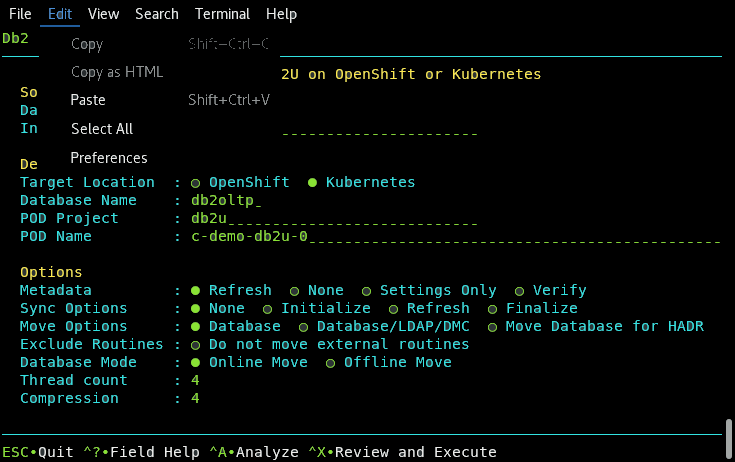 File Edit View Search Terminal Help
Db2
Copy Shift+Ctrl+C
Copy as HTML
Paste Shift+Ctrl+V
Select All
Preferences
2U on OpenShift or Kubernetes
So
Da
In
De
Target Location : OpenShift Kubernetes
Database Name : db2oltp_
POD Project : db2u____________________________
POD Name : c-demo-db2u-0______________________________________________
Options
Metadata : Refresh None Settings Only Verify
Sync Options : None Initialize Refresh Finalize
Move Options : Database Database/LDAP/DMC Move Database for HADR
Exclude Routines : Do not move external routines
Database Mode : Online Move Offline Move
Thread count : 4
Compression : 4
ESC•Quit ^?•Field Help ^A•Analyze ^X•Review and Execute